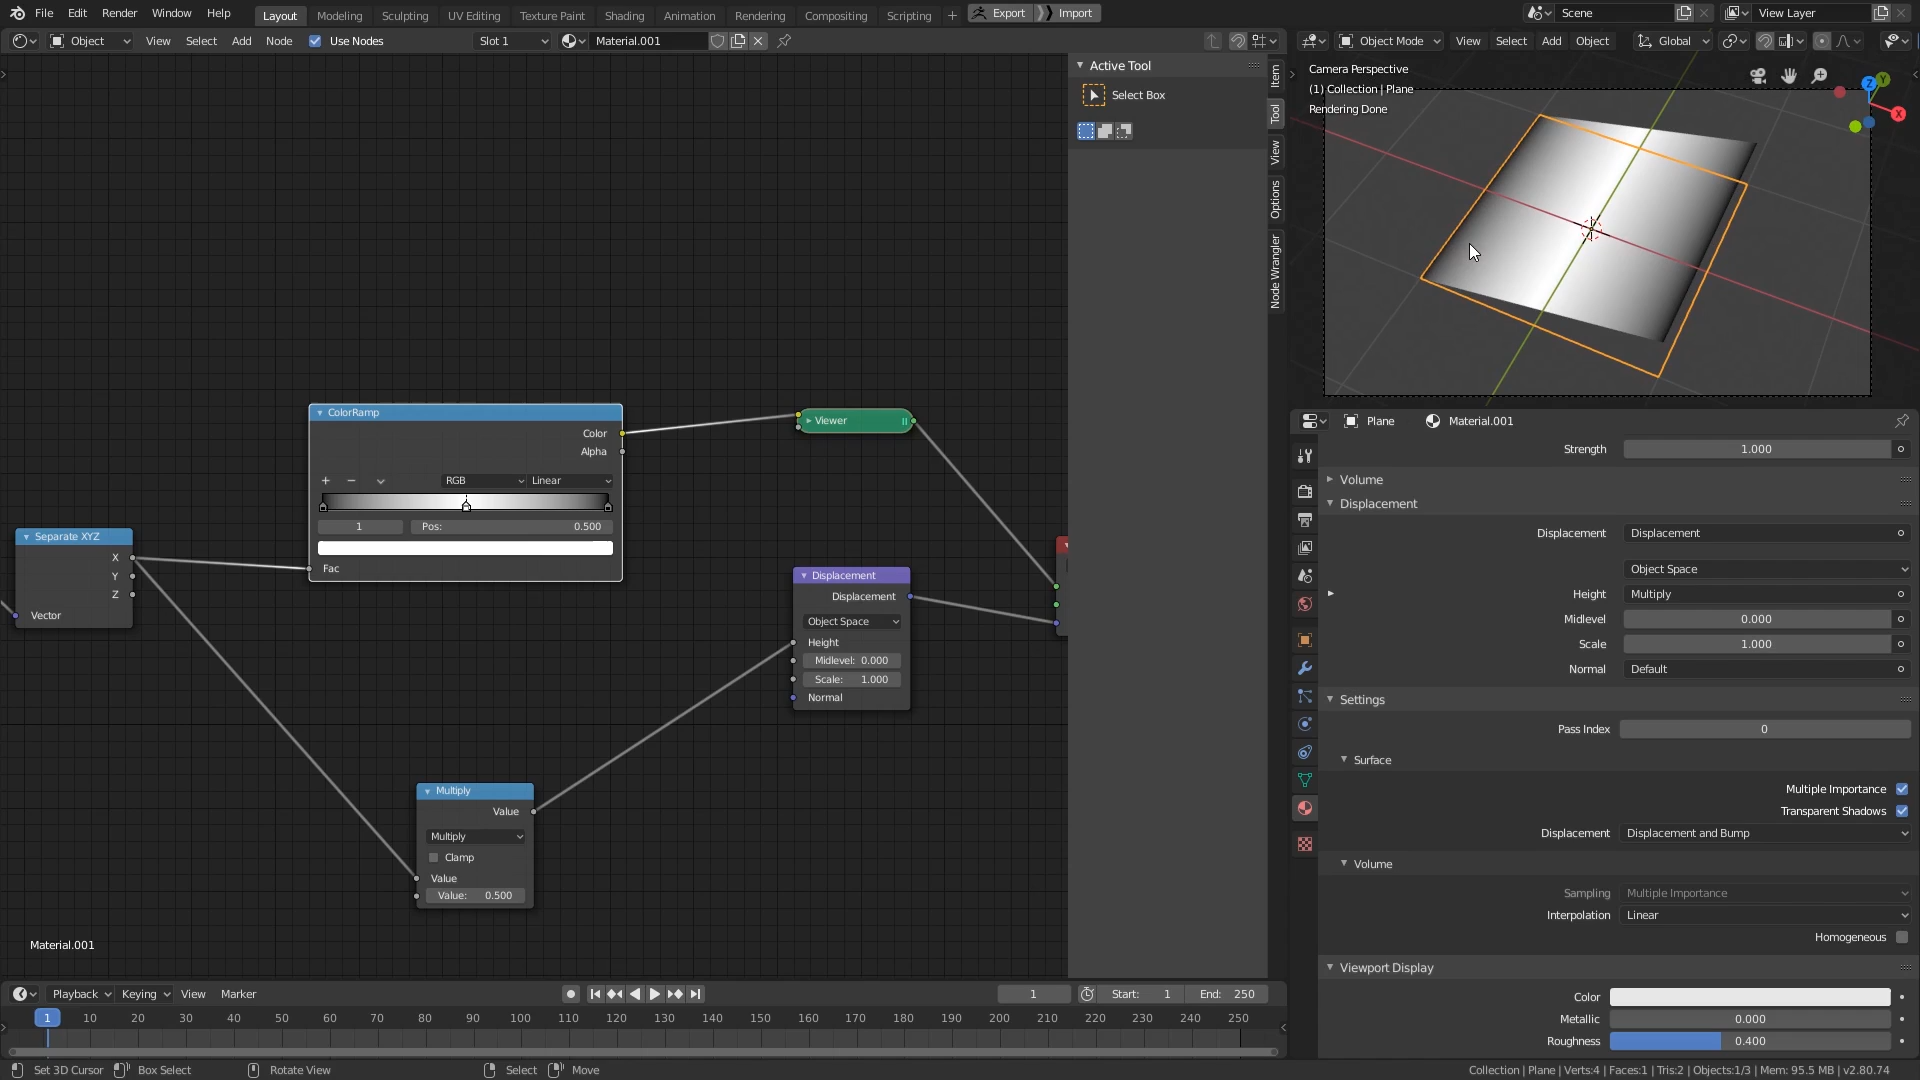 File Edit Render Window Help Layout Modeling Sculpting UV Editing Texture Paint Shading Animation Rendering Compositing Scripting + Export Import Scene View Layer
Object View Select Add Node Use Nodes Slot 1 Material.001 Object Mode View Select Add Object Global
Active Tool
Select Box
Item
Tool
View
Options
Node Wrangler
Camera Perspective
(1) Collection | Plane
Rendering Done
Z
Y
X
ColorRamp
Color
Alpha
RGB Linear
1 Pos: 0.500
Fac
Viewer
Separate XYZ
X
Y
Z
Vector
Displacement
Displacement
Object Space
Height
Midlevel: 0.000
Scale: 1.000
Normal
Multiply
Value
Multiply
Clamp
Value
Value: 0.500
Material.001
Plane Material.001
Strength 1.000
Volume
Displacement
Displacement Displacement
Object Space
Height Multiply
Midlevel 0.000
Scale 1.000
Normal Default
Settings
Pass Index 0
Surface
Multiple Importance
Transparent Shadows
Displacement Displacement and Bump
Volume
Sampling Multiple Importance
Interpolation Linear
Homogeneous
Viewport Display
Color
Metallic 0.000
Roughness 0.400
Playback Keying View Marker 1 Start: 1 End: 250
1 10 20 30 40 50 60 70 80 90 100 110 120 130 140 150 160 170 180 190 200 210 220 230 240 250
Set 3D Cursor Box Select Rotate View Select Move Collection | Plane | Verts:4 | Faces:1 | Tris:2 | Objects:1/3 | Mem: 95.5 MB | v2.80.74